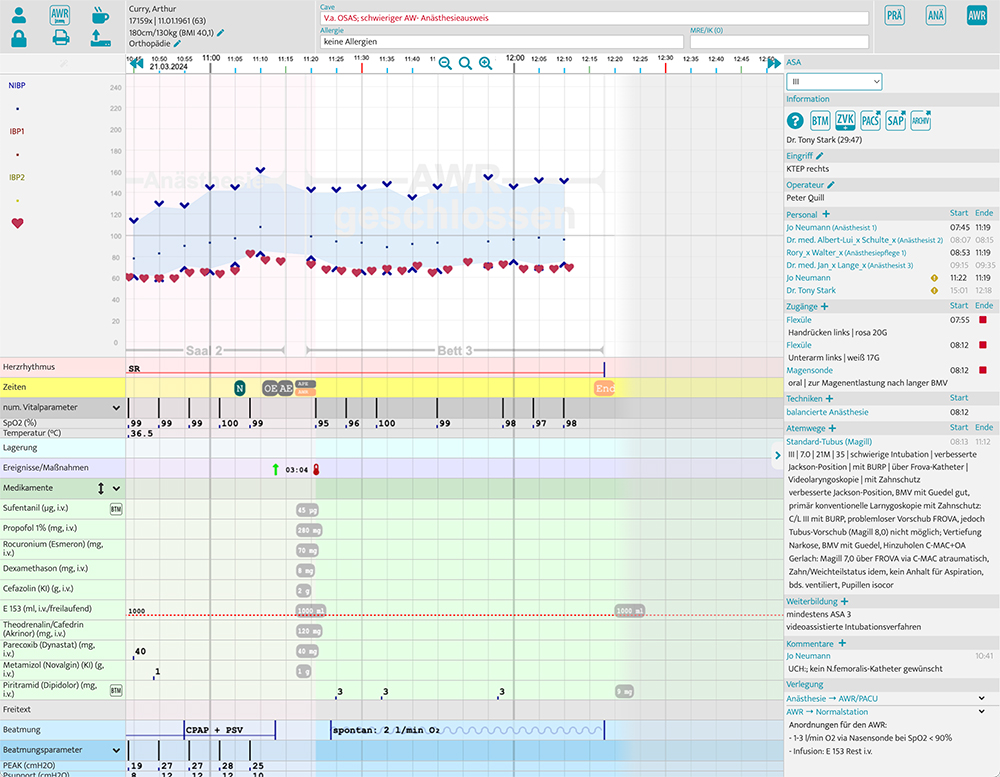 Curry, Arthur
17159x | 11.01.1961 (63)
180cm/130kg (BMI 40,1)
Orthopädie
AWR
Cave
V.a. OSAS; schwieriger AW- Anästhesieausweis
Allergie
keine Allergien
MRE/IK (0)
PRÄ
ANÄ
AWR
10:45 10:50 10:55 11:00 11:05 11:10 11:15 11:20 11:25 11:30 11:35 11:40 11:45 12:00 12:05 12:10 12:15 12:20 12:25 12:30 12:35 12:40 12:45
21.03.2024
NIBP
IBP1
IBP2
240
220
200
180
160
140
120
100
80
60
40
20
0
Anästhesie
AWR
geschlossen
Saal 2
Bett 3
Herzrhythmus
SR
Zeiten
N
OE
AE
End
num. Vitalparameter
SpO2 (%)
99 99 99 100 99 95 96 100 99 98 97 98
Temperatur (°C)
36.5
Lagerung
Ereignisse/Maßnahmen
03:04
Medikamente
Sufentanil (µg, i.v.)
BTM
45 µg
Propofol 1% (mg, i.v.)
280 mg
Rocuronium (Esmeron) (mg,
i.v.)
70 mg
Dexamethason (mg, i.v.)
8 mg
Cefazolin (KI) (g, i.v.)
2 g
E 153 (ml, i.v./freilaufend)
1000
1000 ml
1000 ml
Theodrenalin/Cafedrin
(Akrinor) (mg, i.v.)
120 mg
Parecoxib (Dynastat) (mg,
i.v.)
40
40 mg
Metamizol (Novalgin) (KI) (g,
i.v.)
1
1 g
Piritramid (Dipidolor) (mg,
i.v.)
BTM
3 3 3
9 mg
Freitext
Beatmung
CPAP + PSV
spontan: 2 l/min O₂
Beatmungsparameter
PEAK (cmH2O)
19 27 27 28 25
Psupport (cmH2O)
8 12 12 12 10
ASA
III
Information
?
BTM
ZVK
PACS
SAP
ARCHIV
Dr. Tony Stark (29:47)
Eingriff
KTEP rechts
Operateur
Peter Quill
Personal + Start Ende
Jo Neumann (Anästhesist 1) 07:45 11:19
Dr. med. Albert-Lui_x Schulte_x (Anästhesist 2) 08:07 08:15
Rory_x Walter_x (Anästhesiepflege 1) 08:53 11:19
Dr. med. Jan_x Lange_x (Anästhesist 3) 09:15 09:35
Jo Neumann 11:22 11:19
Dr. Tony Stark 15:01 12:18
Zugänge + Start Ende
Flexüle 07:55
Handrücken links | rosa 20G
Flexüle 08:12
Unterarm links | weiß 17G
Magensonde 08:12
oral | zur Magenentlastung nach langer BMV
Techniken + Start
balancierte Anästhesie 08:12
Atemwege + Start Ende
Standard-Tubus (Magill) 08:13 11:12
III | 7.0 | 21M | 35 | schwierige Intubation | verbesserte
Jackson-Position | mit BURP | über Frova-Katheter |
Videolaryngoskopie | mit Zahnschutz
verbesserte Jackson-Position, BMV mit Guedel gut,
primär konventionelle Larnygoskopie mit Zahnschutz:
C/L III mit BURP, problemloser Vorschub FROVA, jedoch
Tubus-Vorschub (Magill 8,0) nicht möglich; Vertiefung
Narkose, BMV mit Guedel, Hinzuholen C-MAC+OA
Gerlach: Magill 7,0 über FROVA via C-MAC atraumatisch,
Zahn/Weichteilstatus idem, kein Anhalt für Aspiration,
bds. ventiliert, Pupillen isocor
Weiterbildung +
mindestens ASA 3
videoassistierte Intubationsverfahren
Kommentare +
Jo Neumann 10:41
UCH:; kein N.femoralis-Katheter gewünscht
Verlegung
Anästhesie → AWR/PACU
AWR → Normalstation
Anordnungen für den AWR:
- 1-3 l/min O2 via Nasensonde bei SpO2 < 90%
- Infusion: E 153 Rest i.v.